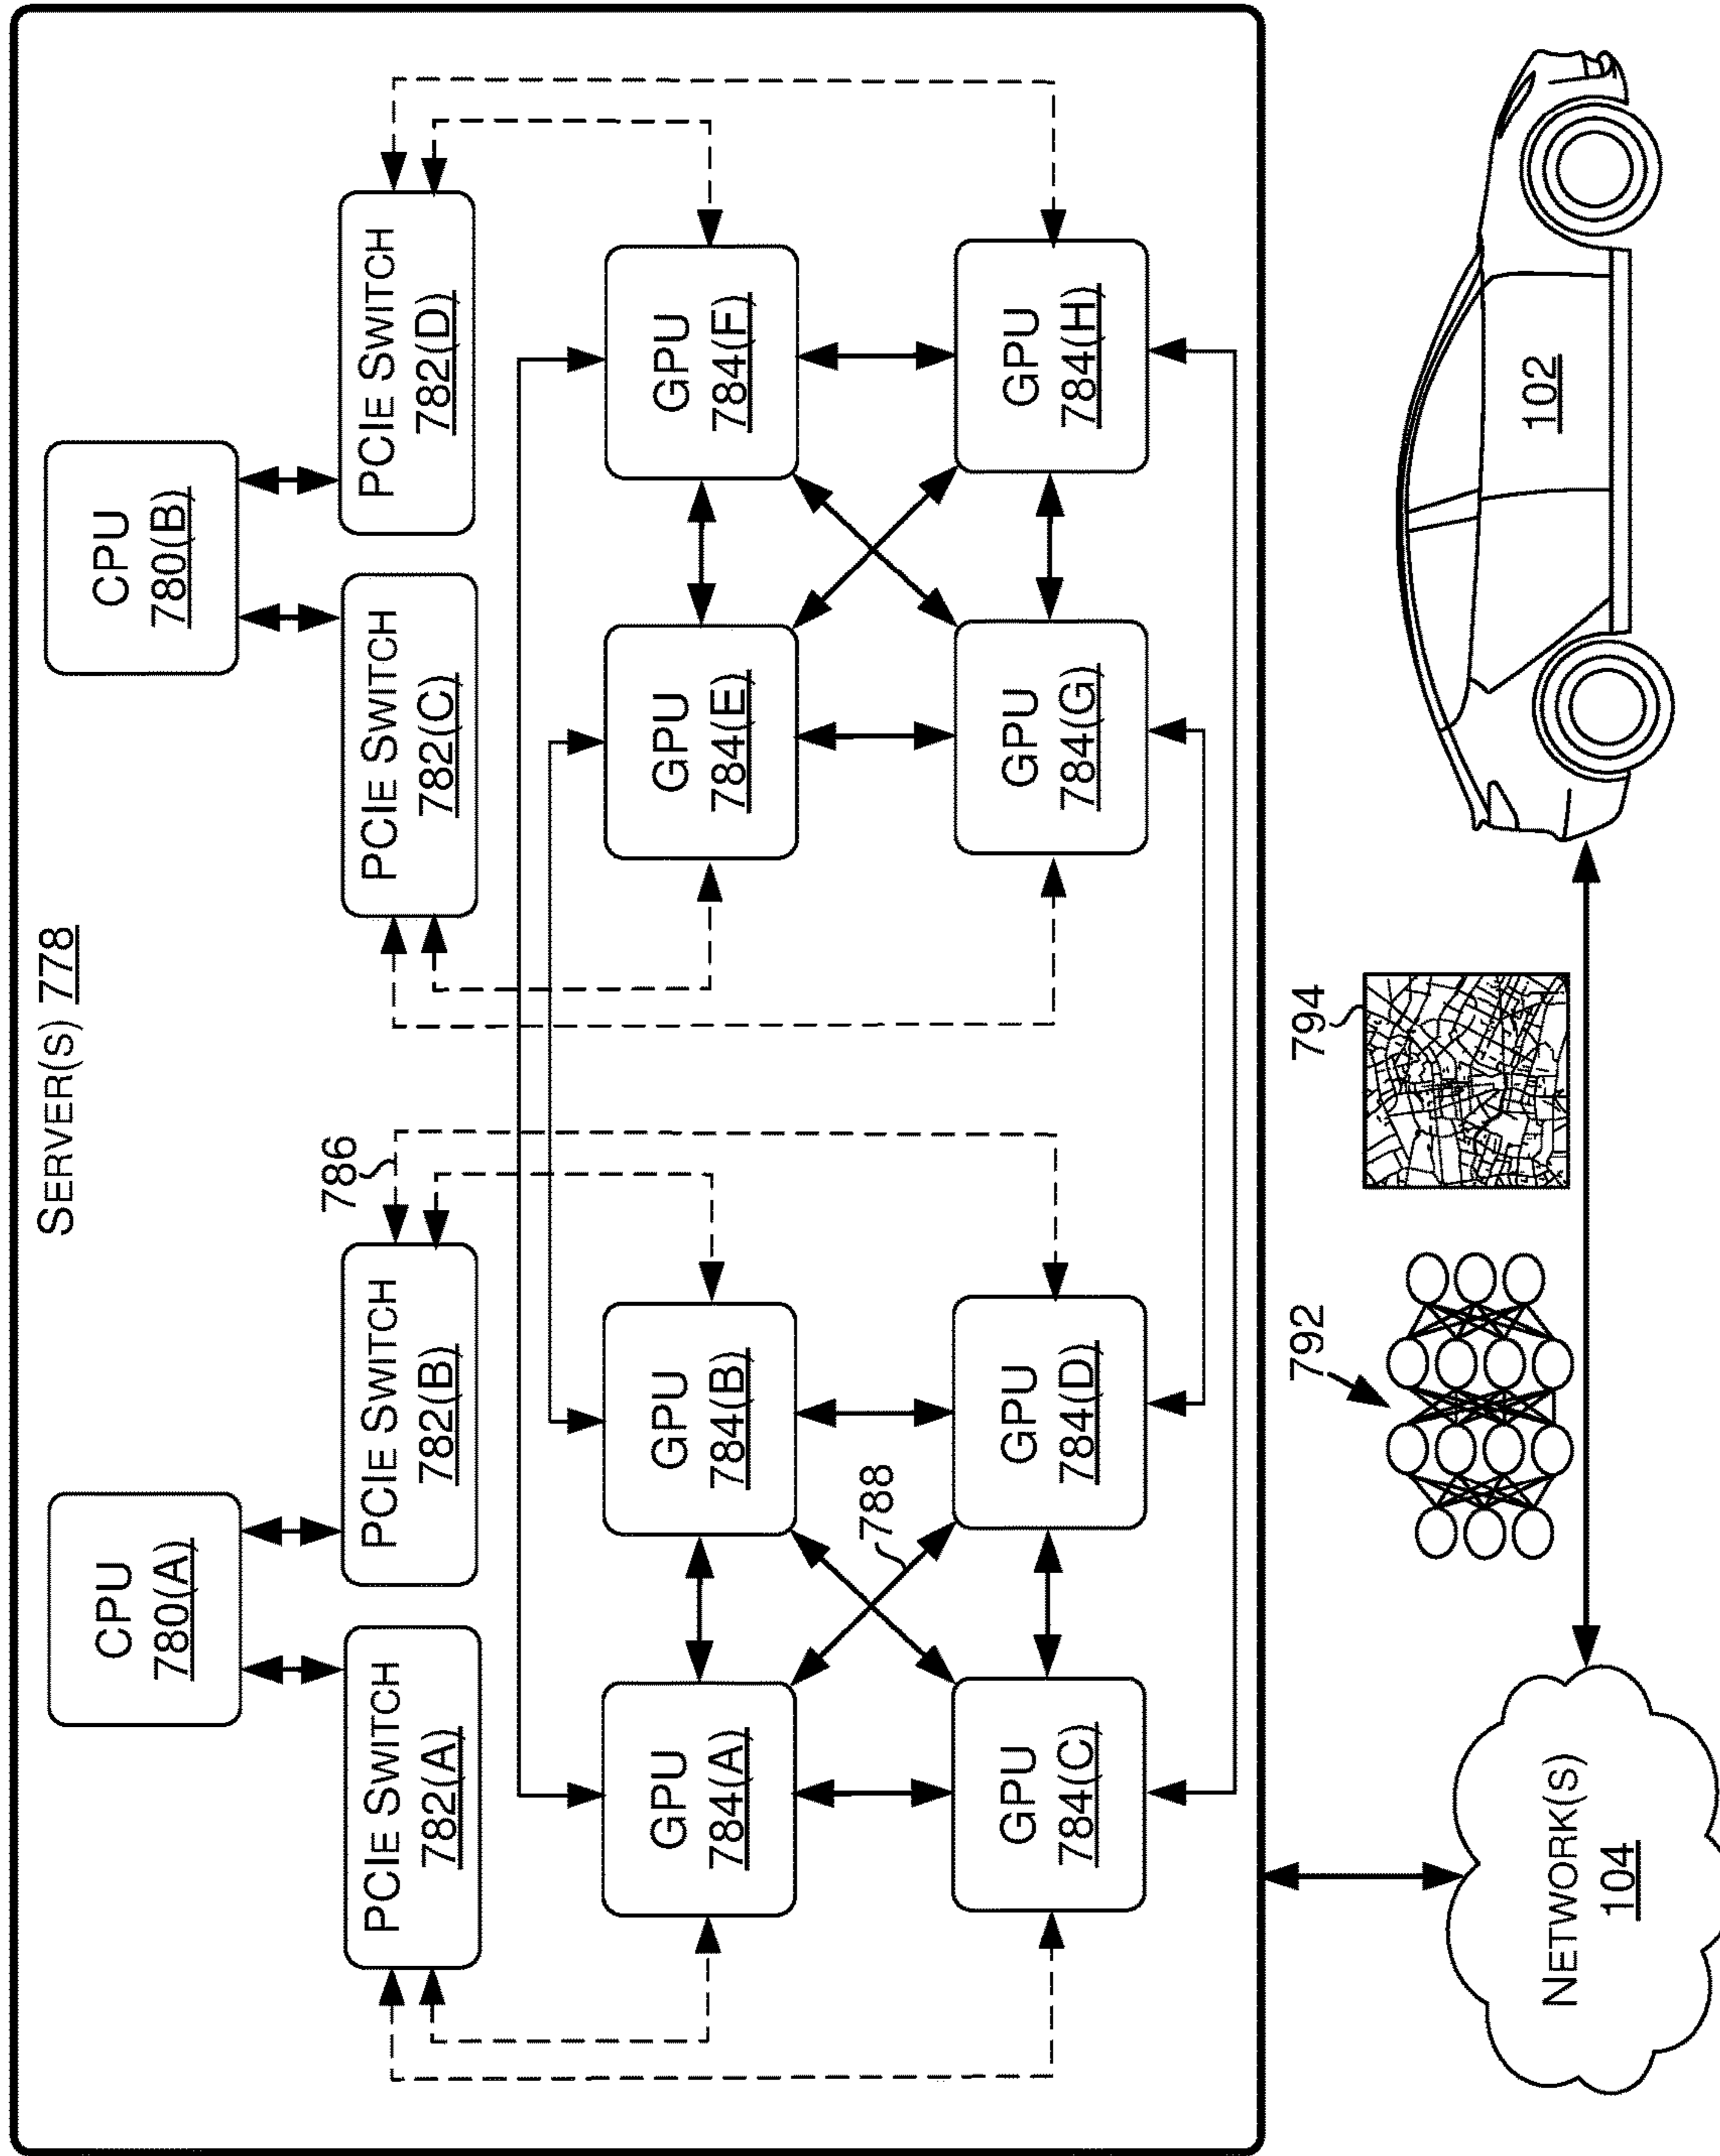 SERVER(S) 778
CPU
780(A)
CPU
780(B)
PCIE SWITCH
782(A)
PCIE SWITCH
782(B)
786
PCIE SWITCH
782(C)
PCIE SWITCH
782(D)
GPU
784(A)
GPU
784(B)
GPU
784(E)
GPU
784(F)
788
GPU
784(C)
GPU
784(D)
GPU
784(G)
GPU
784(H)
792
794
NETWORK(S)
104
102